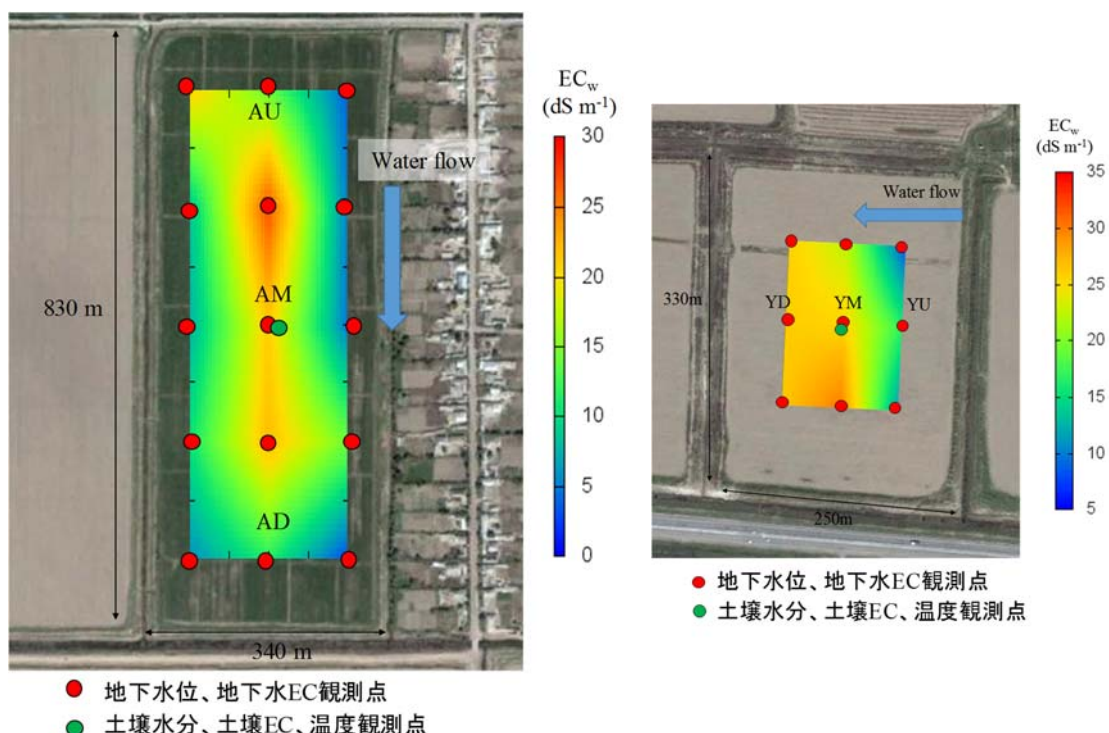 ECw
(dS m-1)
30
25
20
15
10
5
0
AU
Water flow
AM
830 m
AD
340 m
地下水位、地下水EC観測点
土壌水分、土壌EC、温度観測点
ECw
(dS m-1)
35
30
25
20
15
10
5
Water flow
330m
YD
YM
YU
250m
地下水位、地下水EC観測点
土壌水分、土壌EC、温度観測点